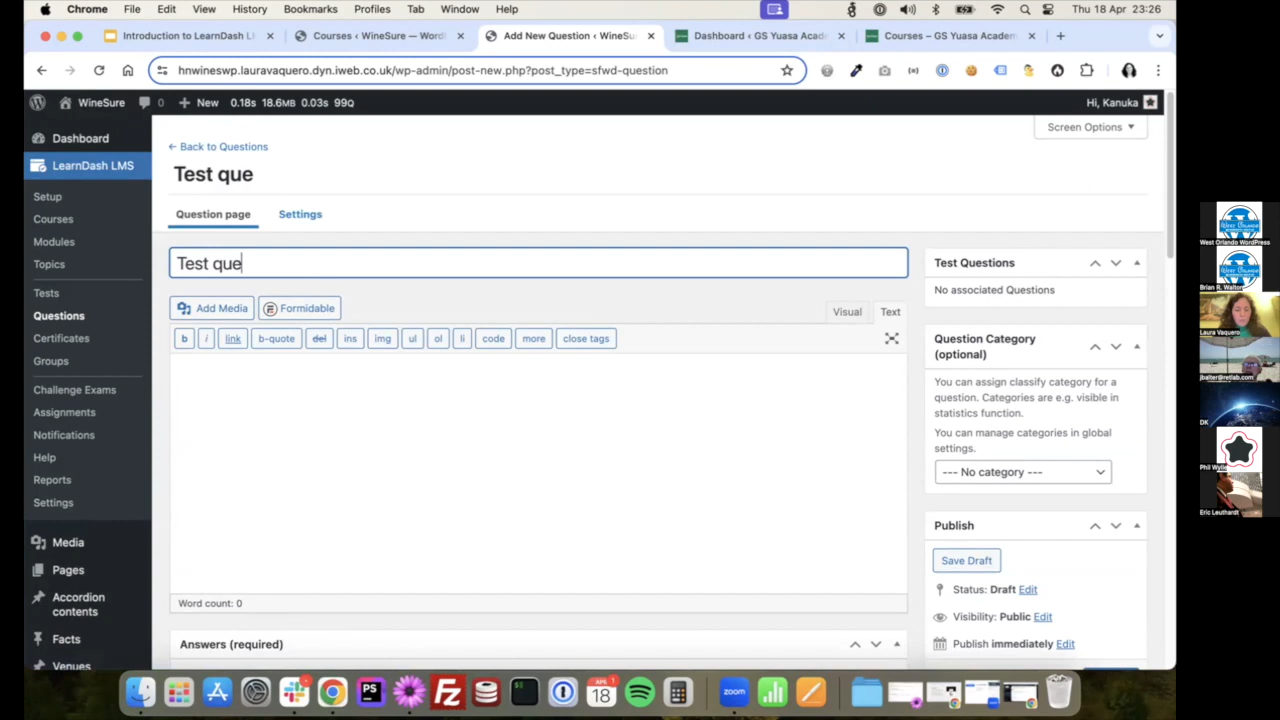 Chrome File Edit View History Bookmarks Profiles Tab Window Help Thu 18 Apr 23:26
Introduction to LearnDash L Courses ‹ WineSure — Word Add New Question ‹ WineSu Dashboard ‹ GS Yuasa Acade Courses – GS Yuasa Academ
hnwineswp.lauravaquero.dyn.iweb.co.uk/wp-admin/post-new.php?post_type=sfwd-question
WineSure 0 New 0.18s 18.6MB 0.03s 99Q Hi, Kanuka
Screen Options
Dashboard
LearnDash LMS
Setup
Courses
Modules
Topics
Tests
Questions
Certificates
Groups
Challenge Exams
Assignments
Notifications
Help
Reports
Settings
Media
Pages
Accordion
contents
Facts
Venues
← Back to Questions
Test que
Question page Settings
Test que
Add Media Formidable Visual Text
b i link b-quote del ins img ul ol li code more close tags
Word count: 0
Answers (required)
Test Questions
No associated Questions
Question Category
(optional)
You can assign classify category for a
question. Categories are e.g. visible in
statistics function.
You can manage categories in global
settings.
--- No category ---
Publish
Save Draft
Status: Draft Edit
Visibility: Public Edit
Publish immediately Edit
West Orlando WordPress
Brian R. Walton
Laura Vaquero
jbalter@retlab.com
DK
Phil Wylie
Eric Leuthardt
PS
Fz
APR
18
1
zoom